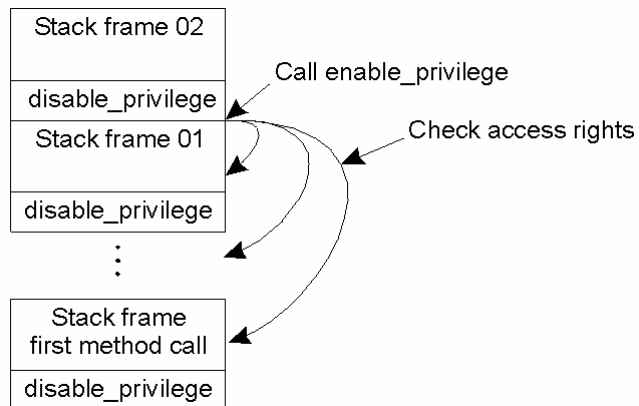 Stack frame 02
disable_privilege
Call enable_privilege
Stack frame 01
Check access rights
disable_privilege
Stack frame
first method call
disable_privilege